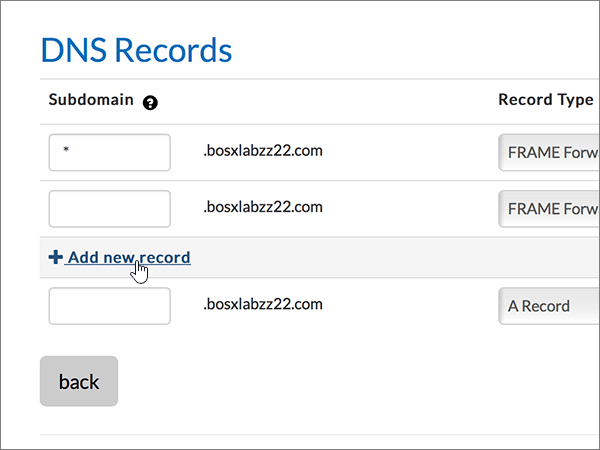 DNS Records
Subdomain ? Record Type
* .bosxlabzz22.com FRAME Forw
.bosxlabzz22.com FRAME Forw
+ Add new record
.bosxlabzz22.com A Record
back